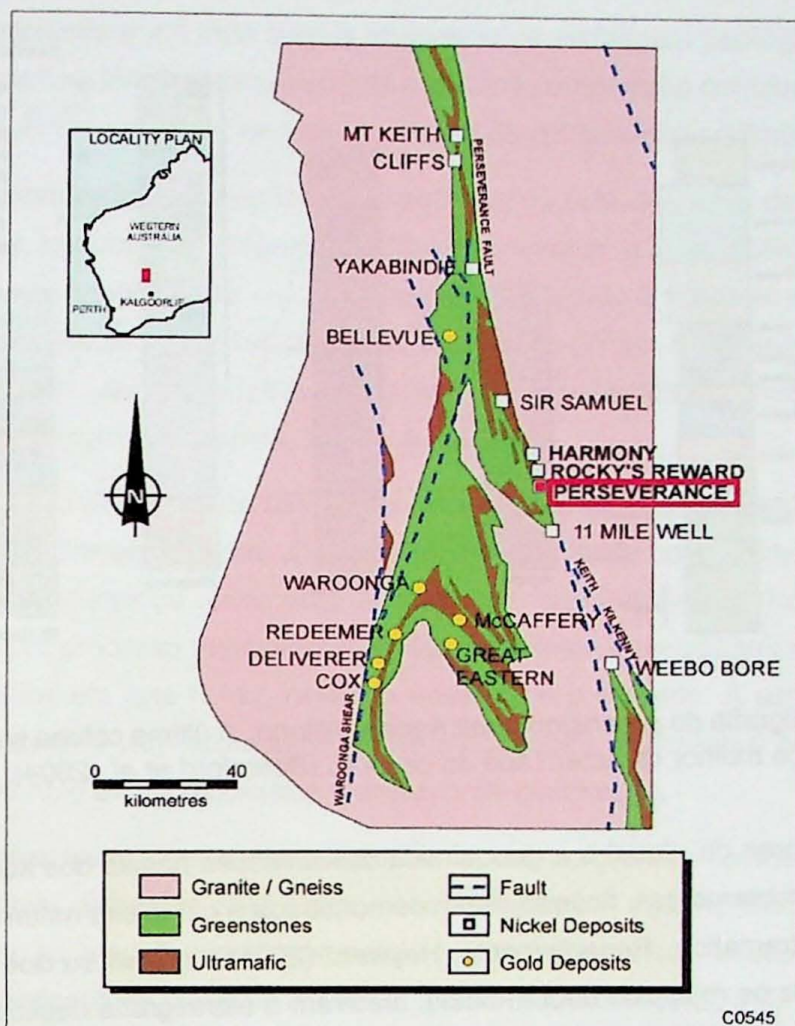 LOCALITY PLAN
WESTERN
AUSTRALIA
KALGOORLIE
PERTH
MT KEITH
CLIFFS
PERSEVERANCE FAULT
YAKABINDIE
BELLEVUE
SIR SAMUEL
HARMONY
ROCKY'S REWARD
PERSEVERANCE
11 MILE WELL
N
KEITH KILKENNY
WAROONGA
McCAFFERY
REDEEMER
GREAT
EASTERN
DELIVERER
COX
WEEBO BORE
WAROONGA SHEAR
0 40
kilometres
Granite / Gneiss
Greenstones
Ultramafic
Fault
Nickel Deposits
Gold Deposits
C0545